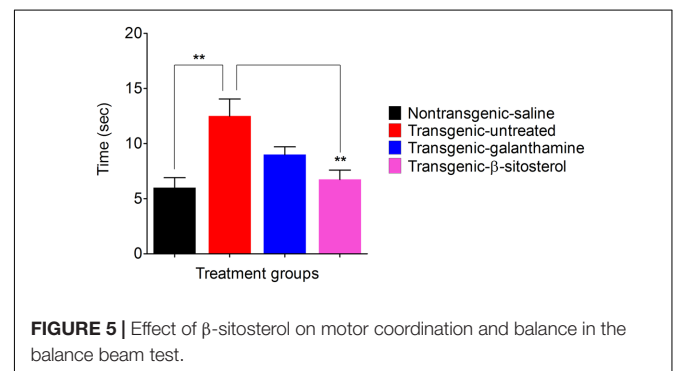 20
15
10
5
0
Time (sec)
**
**
Treatment groups
Nontransgenic-saline
Transgenic-untreated
Transgenic-galanthamine
Transgenic-β-sitosterol
FIGURE 5 | Effect of β-sitosterol on motor coordination and balance in the
balance beam test.